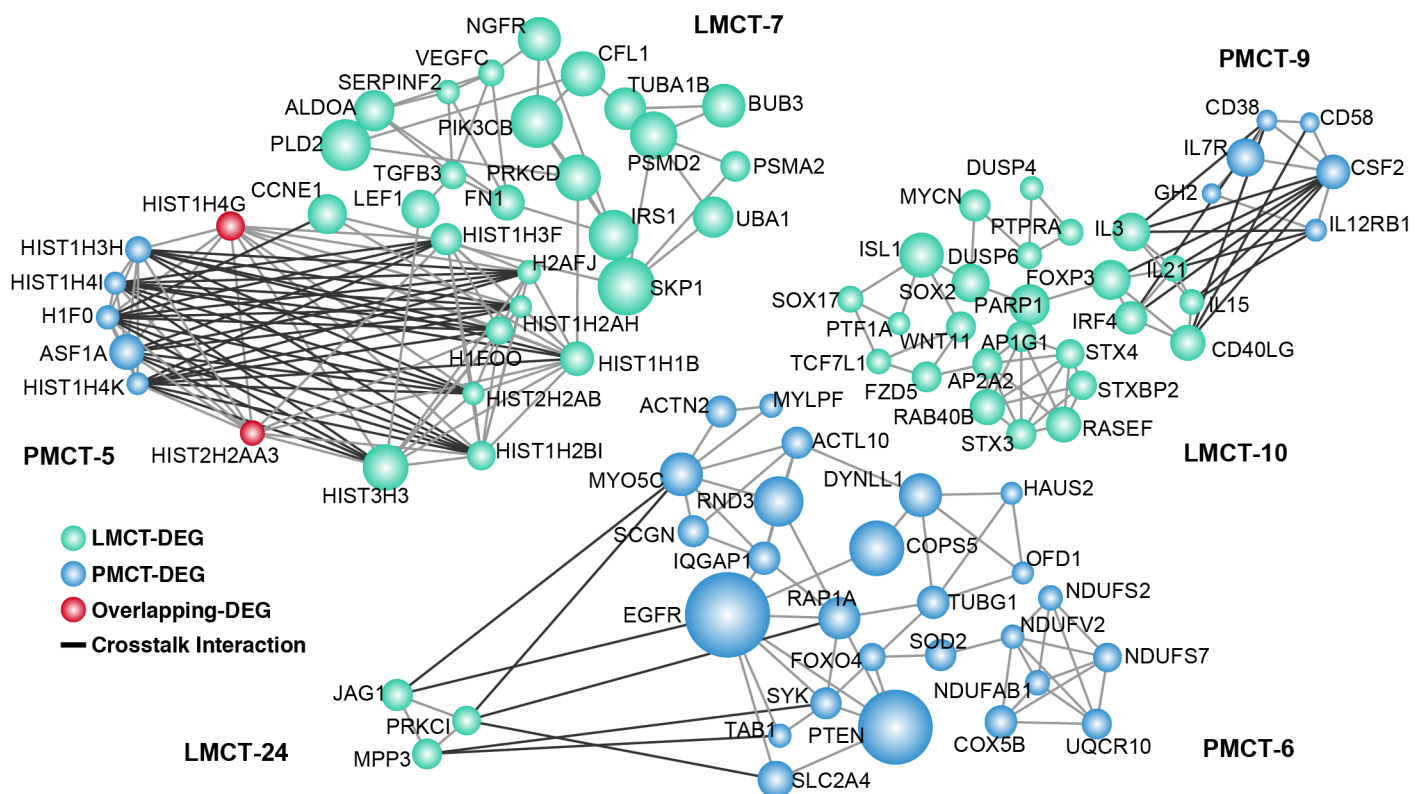 LMCT-7
NGFR
CFL1
VEGFC
SERPINF2
TUBA1B
ALDOA
BUB3
PIK3CB
PLD2
PSMD2
PSMA2
TGFB3
PRKCD
CCNE1
LEF1
FN1
IRS1
UBA1
HIST1H4G
HIST1H3F
HIST1H3H
H2AFJ
SKP1
HIST1H4I
H1F0
HIST1H2AH
ASF1A
H1FOO
HIST1H1B
HIST1H4K
HIST2H2AB
PMCT-5
HIST2H2AA3
HIST1H2BI
HIST3H3
PMCT-9
CD38
CD58
IL7R
CSF2
GH2
IL12RB1
DUSP4
MYCN
PTPRA
IL3
ISL1
DUSP6
FOXP3
IL21
SOX17
SOX2
PARP1
IL15
PTF1A
WNT11
AP1G1
IRF4
CD40LG
TCF7L1
STX4
FZD5
AP2A2
STXBP2
RAB40B
RASEF
STX3
LMCT-10
ACTN2
MYLPF
ACTL10
MYO5C
RND3
DYNLL1
HAUS2
SCGN
COPS5
IQGAP1
OFD1
EGFR
RAP1A
TUBG1
NDUFS2
SOD2
NDUFV2
FOXO4
NDUFS7
NDUFAB1
SYK
TAB1
PTEN
COX5B
UQCR10
PMCT-6
SLC2A4
JAG1
PRKCI
MPP3
LMCT-24
LMCT-DEG
PMCT-DEG
Overlapping-DEG
Crosstalk Interaction